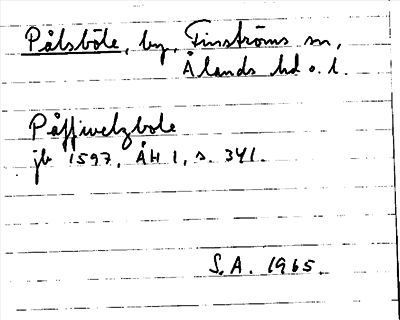 Pålsböle, by, Finströms sn,
Ålands hd o. l.
Påffwelzbole
jb 1597, ÅH 1, s. 341.
S.A. 1965.